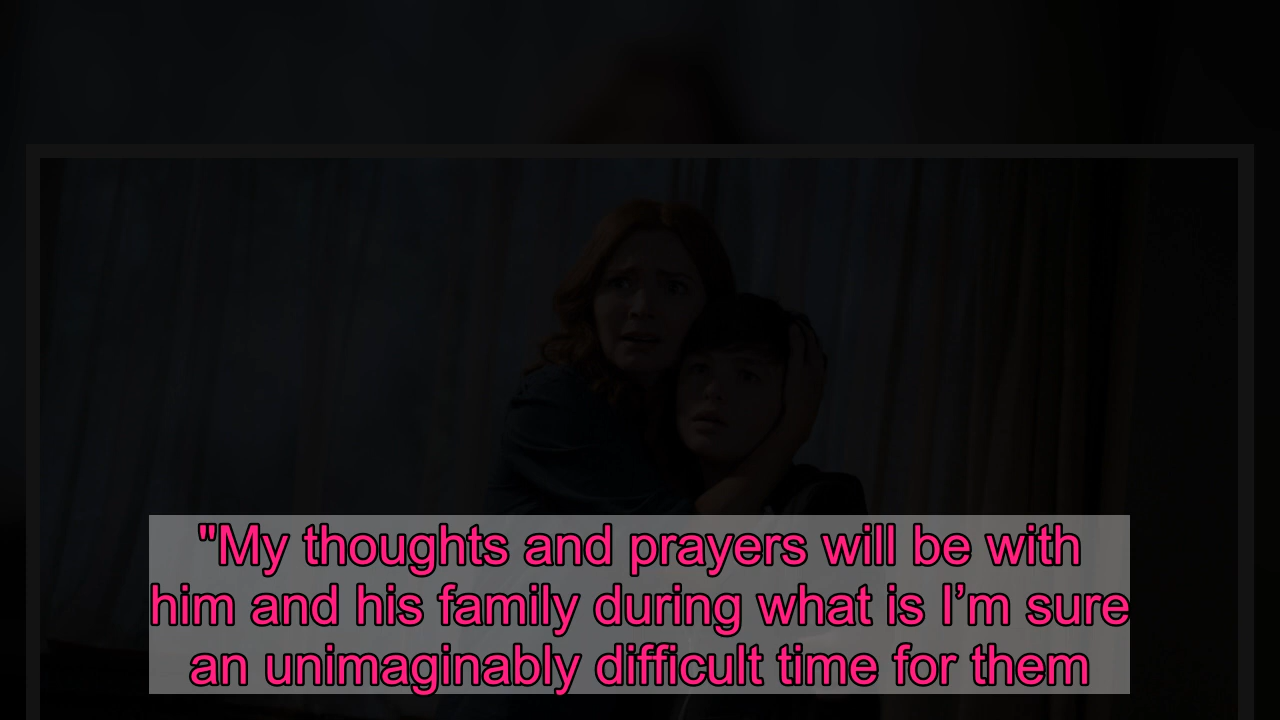 "My thoughts and prayers will be with
him and his family during what is I’m sure
an unimaginably difficult time for them